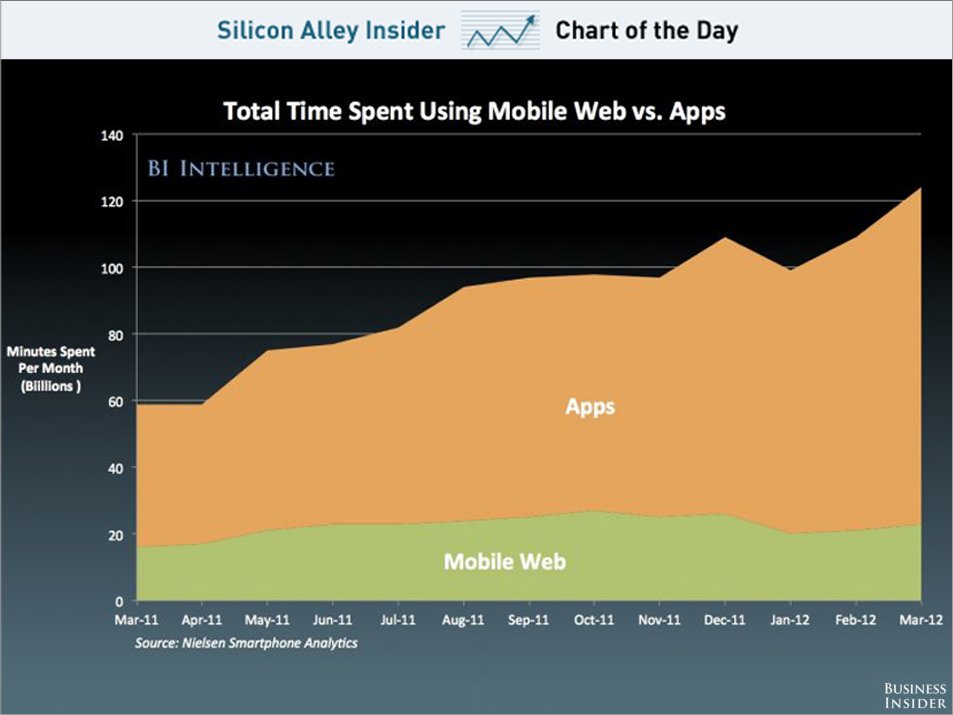 Silicon Alley Insider Chart of the Day
Total Time Spent Using Mobile Web vs. Apps
140
BI INTELLIGENCE
120
100
80
Minutes Spent
Per Month
(Biillions )
60
Apps
40
20
Mobile Web
0
Mar-11 Apr-11 May-11 Jun-11 Jul-11 Aug-11 Sep-11 Oct-11 Nov-11 Dec-11 Jan-12 Feb-12 Mar-12
Source: Nielsen Smartphone Analytics
BUSINESS
INSIDER